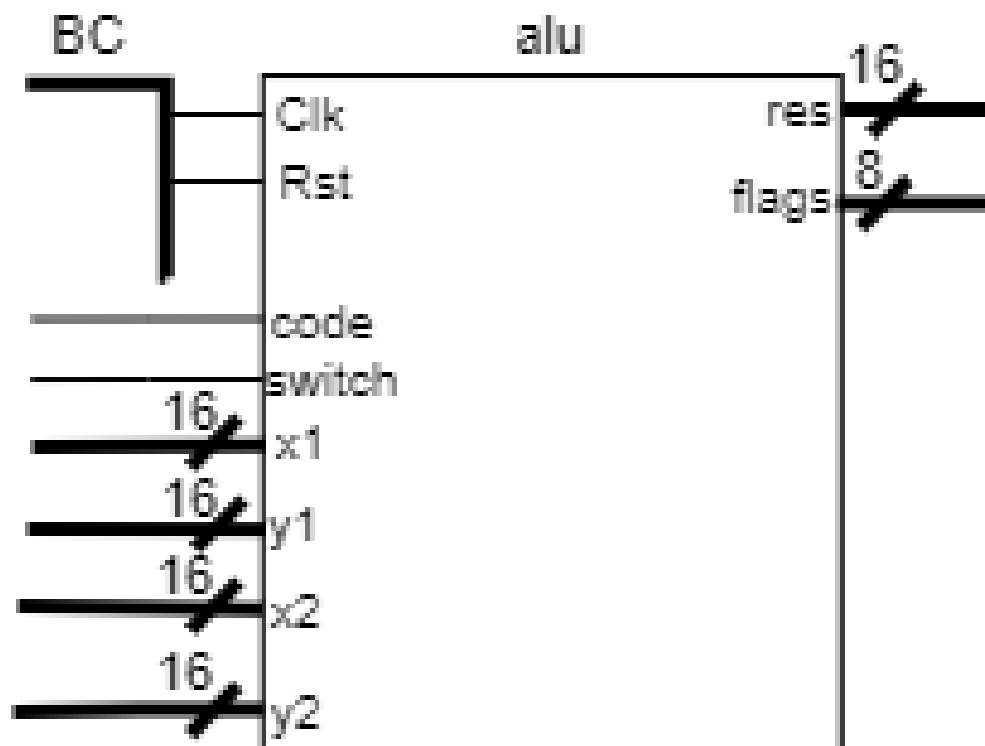 BC
alu
Clk
Rst
code
switch
16
x1
16
y1
16
x2
16
y2
16
res
8
flags